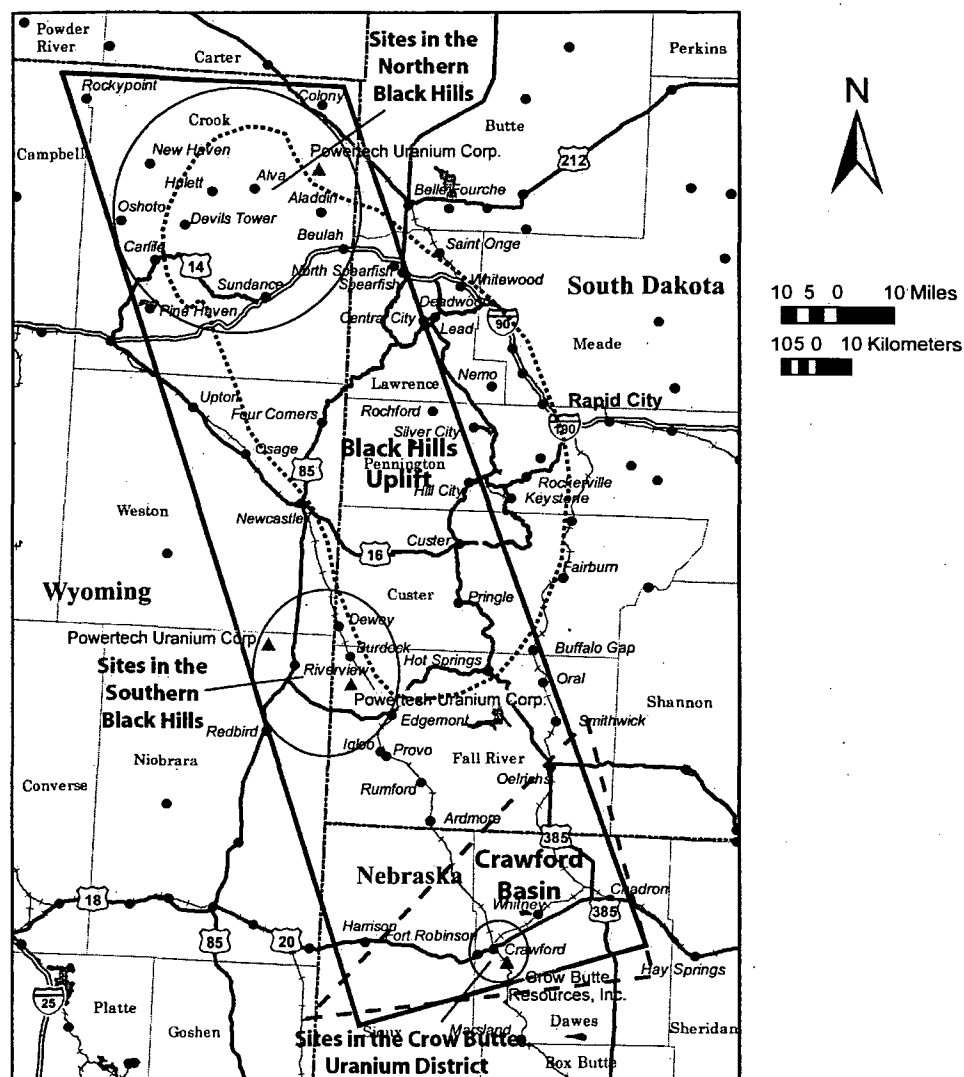 Powder
River
Carter
Sites in the
Northern
Black Hills
Perkins
N
Rockypoint
Colony
Crook
Butte
Campbell
New Haven
Powertech Uranium Corp.
212
Hulett
Alva
Belle Fourche
Aladdin
Oshoto
Devils Tower
Beulah
Saint Onge
Carlile
14
North Spearfish
Spearfish
Whitewood
Sundance
South Dakota
10 5 0 10 Miles
Pine Haven
Deadwood
Central City
Lead
90
105 0 10 Kilometers
Meade
Nemo
Lawrence
Upton
Rapid City
Four Corners
Rochford
Silver City
190
Osage
Black Hills
Uplift
Pennington
85
Hill City
Rockerville
Keystone
Weston
Newcastle
Custer
16
Fairburn
Wyoming
Custer
Pringle
Dewey
Powertech Uranium Corp
Burdock
Buffalo Gap
Sites in the
Southern
Black Hills
Riverview
Hot Springs
Oral
Powertech Uranium Corp.
Shannon
Edgemont
Smithwick
Redbird
Igloo
Provo
Niobrara
Fall River
Converse
Rumford
Oelrichs
Ardmore
385
Nebraska
Crawford
Basin
Chadron
18
Whitney
385
Harrison
Fort Robinson
85
20
Crawford
Hay Springs
Crow Butte
Resources, Inc.
25
Platte
Goshen
Sioux
Marsland
Dawes
Sheridan
Sites in the Crow Butte
Uranium District
Box Butte